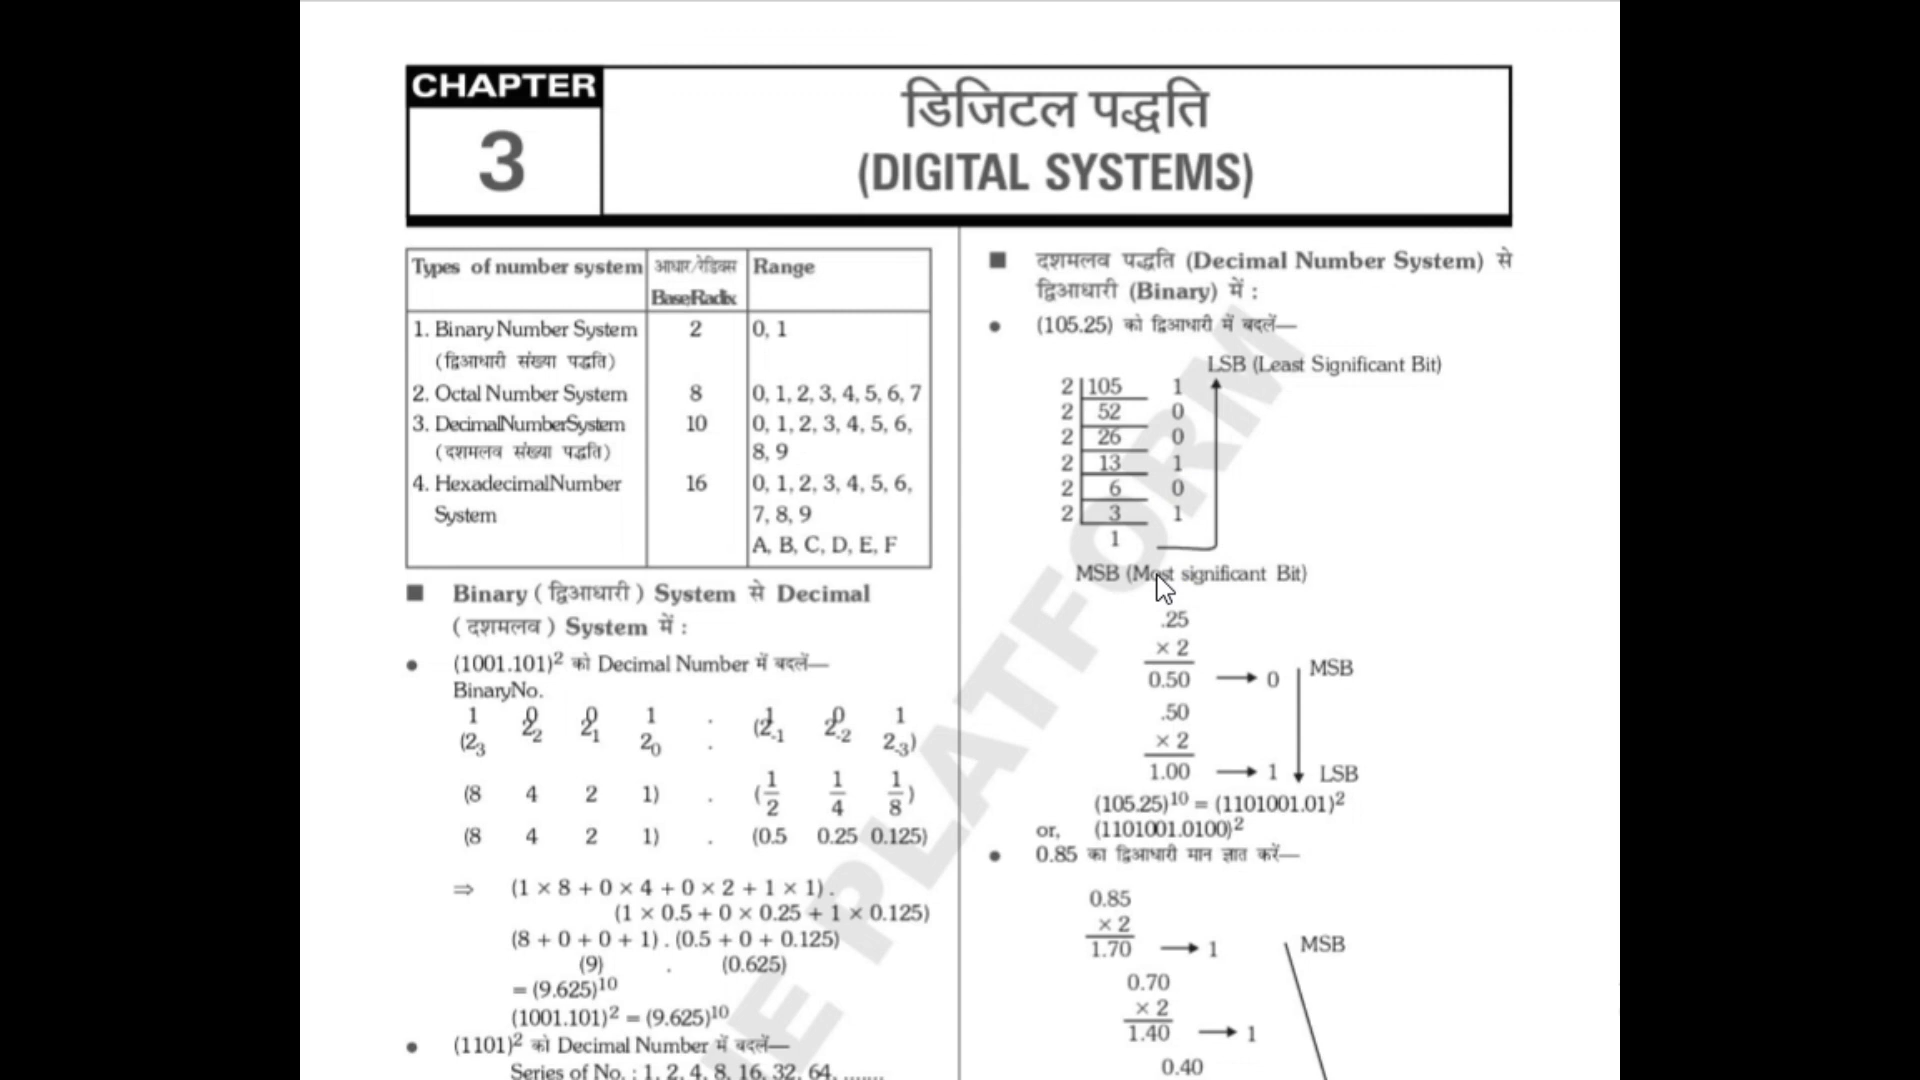 CHAPTER
3
डिजिटल पद्धति
(DIGITAL SYSTEMS)
Types of number system आधार/रेडिक्स Range
Base/Radix
1. Binary Number System 2 0, 1
(द्विआधारी संख्या पद्धति)
2. Octal Number System 8 0, 1, 2, 3, 4, 5, 6, 7
3. Decimal Number System 10 0, 1, 2, 3, 4, 5, 6,
(दशमलव संख्या पद्धति) 8, 9
4. Hexadecimal Number 16 0, 1, 2, 3, 4, 5, 6,
System 7, 8, 9
A, B, C, D, E, F
■ Binary ( द्विआधारी ) System से Decimal
( दशमलव ) System में :
● (1001.101)2 को Decimal Number में बदलें—
BinaryNo.
1 0 0 1 . 1 0 1
(23 22 21 20 . (2-1 2-2 2-3)
(8 4 2 1) . (1/2 1/4 1/8)
(8 4 2 1) . (0.5 0.25 0.125)
⇒ (1 × 8 + 0 × 4 + 0 × 2 + 1 × 1) .
(1 × 0.5 + 0 × 0.25 + 1 × 0.125)
(8 + 0 + 0 + 1) . (0.5 + 0 + 0.125)
(9) . (0.625)
= (9.625)10
(1001.101)2 = (9.625)10
● (1101)2 को Decimal Number में बदलें—
Series of No. : 1, 2, 4, 8, 16, 32, 64, .......
■ दशमलव पद्धति (Decimal Number System) से
द्विआधारी (Binary) में :
● (105.25) को द्विआधारी में बदलें—
LSB (Least Significant Bit)
2 105 1
2 52 0
2 26 0
2 13 1
2 6 0
2 3 1
1
MSB (Most significant Bit)
.25
× 2
0.50 → 0 MSB
.50
× 2
1.00 → 1 LSB
(105.25)10 = (1101001.01)2
or, (1101001.0100)2
● 0.85 का द्विआधारी मान ज्ञात करें—
0.85
× 2
1.70 → 1 MSB
0.70
× 2
1.40 → 1
0.40
E PLATFORM